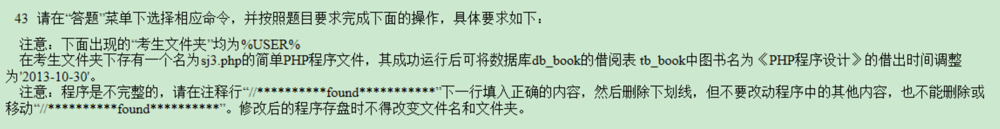 43 请在“答题”菜单下选择相应命令，并按照题目要求完成下面的操作，具体要求如下：
注意：下面出现的“考生文件夹”均为%USER%
在考生文件夹下存有一个名为sj3.php的简单PHP程序文件，其成功运行后可将数据库db_book的借阅表 tb_book中图书名为《PHP程序设计》的借出时间调整
为'2013-10-30'。
注意：程序是不完整的，请在注释行“//**********found***********”下一行填入正确的内容，然后删除下划线，但不要改动程序中的其他内容，也不能删除或
移动“//**********found**********”。修改后的程序存盘时不得改变文件名和文件夹。